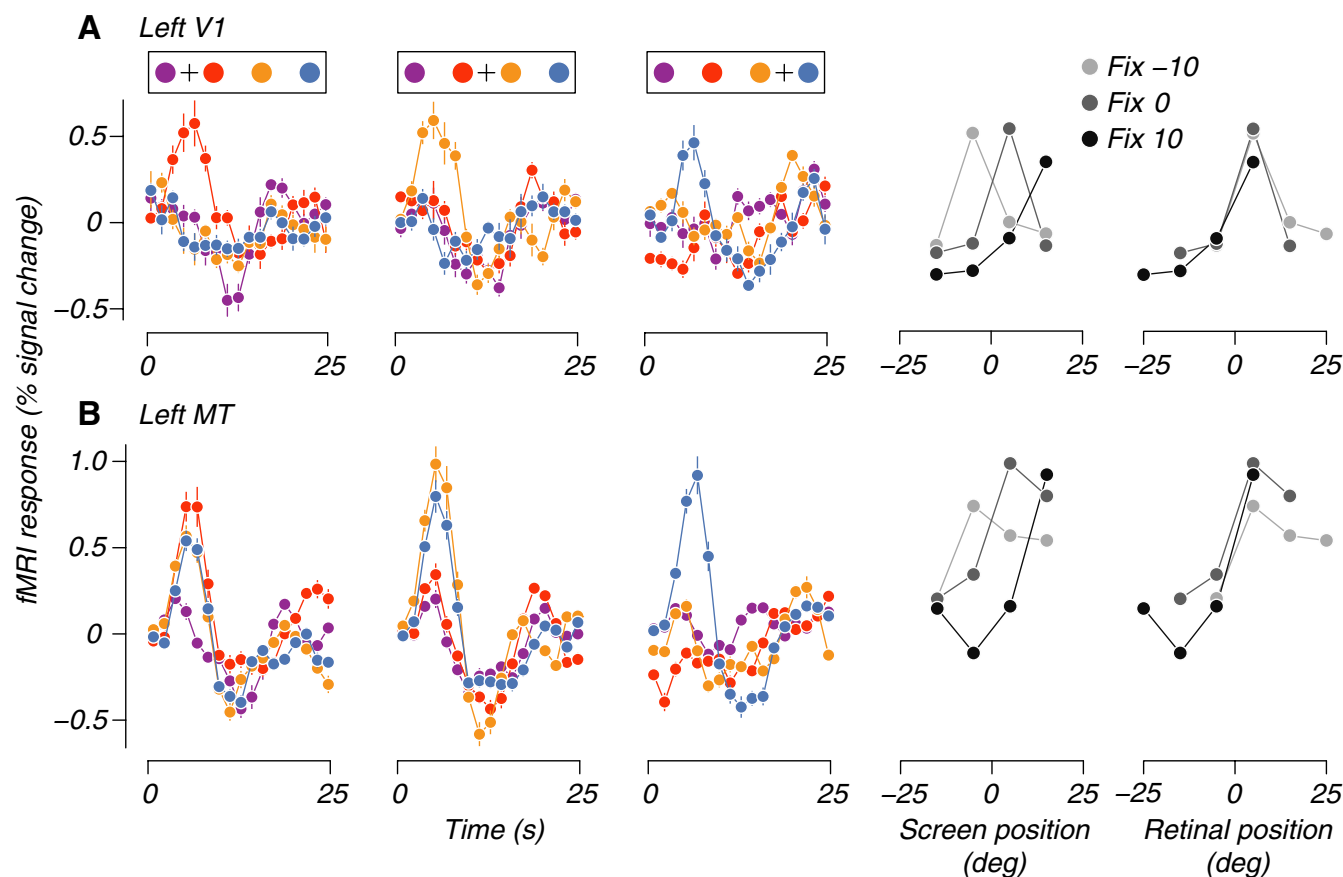 A Left V1
Fix −10
Fix 0
Fix 10
0.5
0
−0.5
0 25
0 25
0 25
−25 0 25
−25 0 25
fMRI response (% signal change)
B Left MT
1.0
0.5
0
−0.5
0 25
0 25
0 25
−25 0 25
−25 0 25
Time (s)
Screen position
(deg)
Retinal position
(deg)